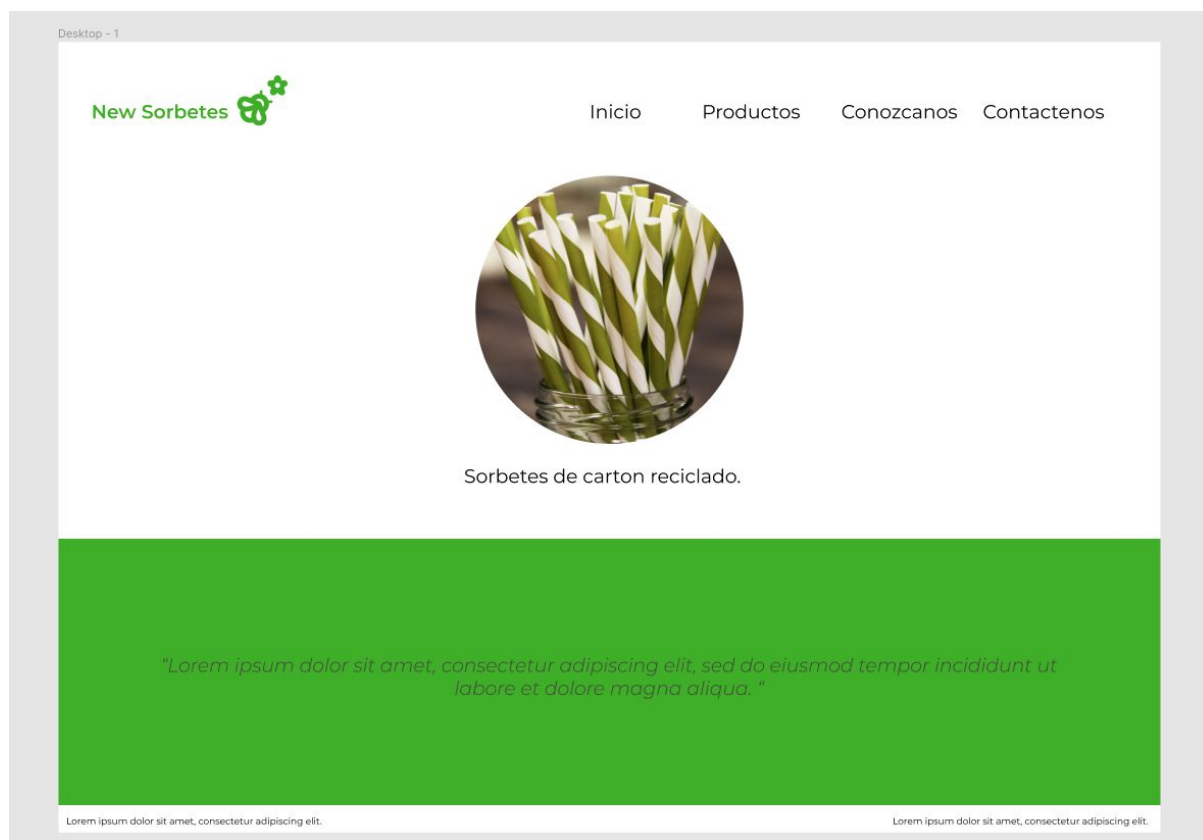 Desktop - 1
New Sorbetes
Inicio Productos Conozcanos Contactenos
Sorbetes de carton reciclado.
“Lorem ipsum dolor sit amet, consectetur adipiscing elit, sed do eiusmod tempor incididunt ut
labore et dolore magna aliqua. “
Lorem ipsum dolor sit amet, consectetur adipiscing elit.
Lorem ipsum dolor sit amet, consectetur adipiscing elit.